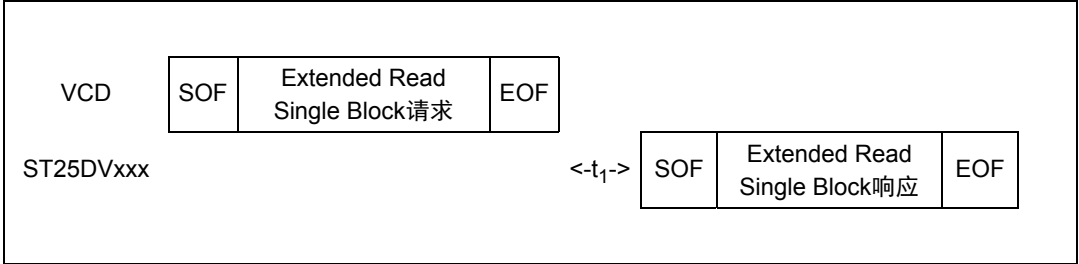 VCD SOF Extended Read Single Block请求 EOF
ST25DVxxx <-t₁-> SOF Extended Read Single Block响应 EOF